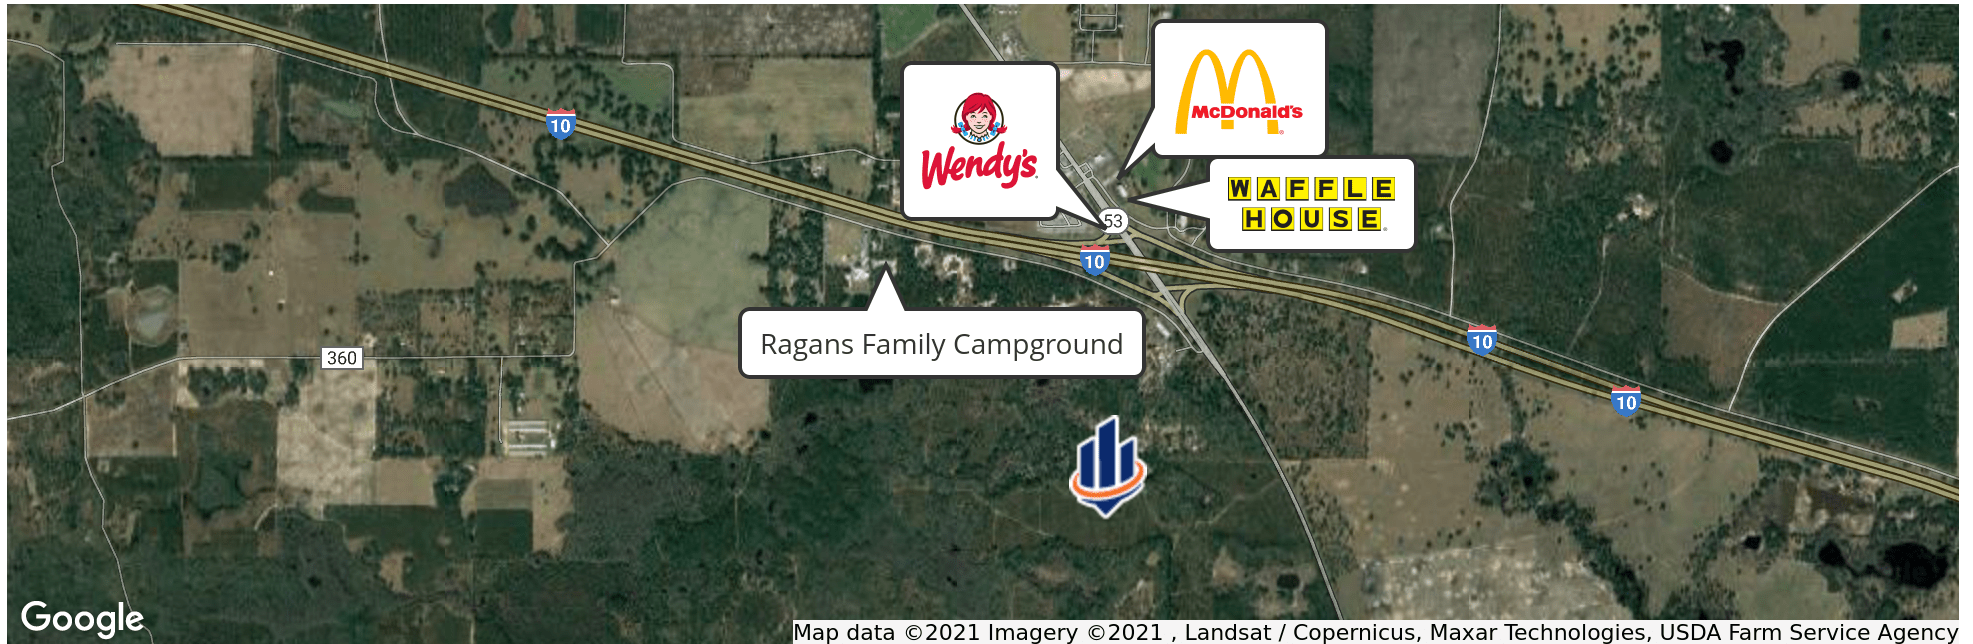 10
McDonald's
Wendy's
WAFFLE
HOUSE
53
10
Ragans Family Campground
10
360
10
Google
Map data ©2021 Imagery ©2021 , Landsat / Copernicus, Maxar Technologies, USDA Farm Service Agency